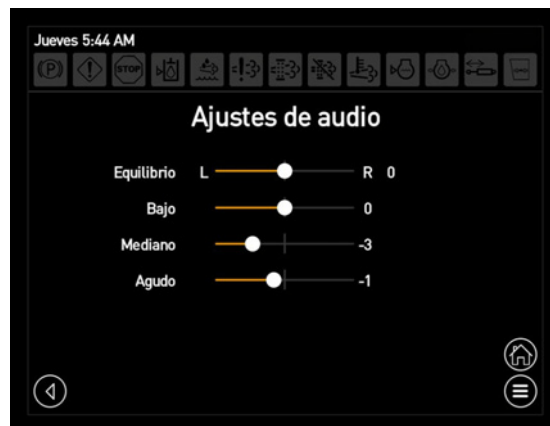 Jueves 5:44 AM
(P) STOP
Ajustes de audio
Equilibrio L R 0
Bajo 0
Mediano -3
Agudo -1